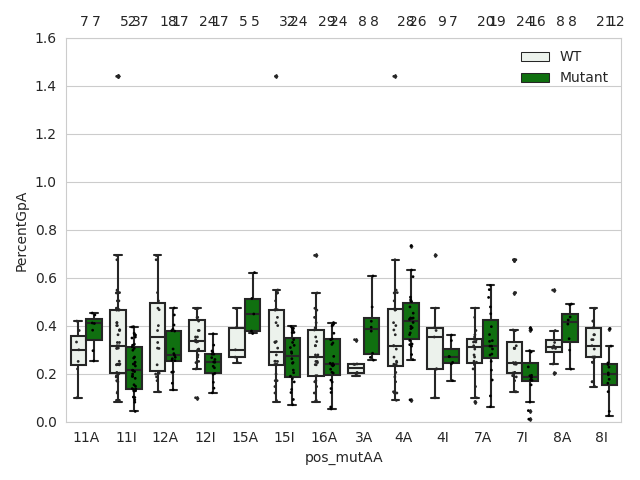 7 7 52 37 18 17 24 17 5 5 32 24 29 24 8 8 28 26 9 7 20 19 24 16 8 8 21 12
1.6
WT
Mutant
1.4
1.2
1.0
0.8
0.6
0.4
0.2
0.0
PercentGpA
11A 11I 12A 12I 15A 15I 16A 3A 4A 4I 7A 7I 8A 8I
pos_mutAA